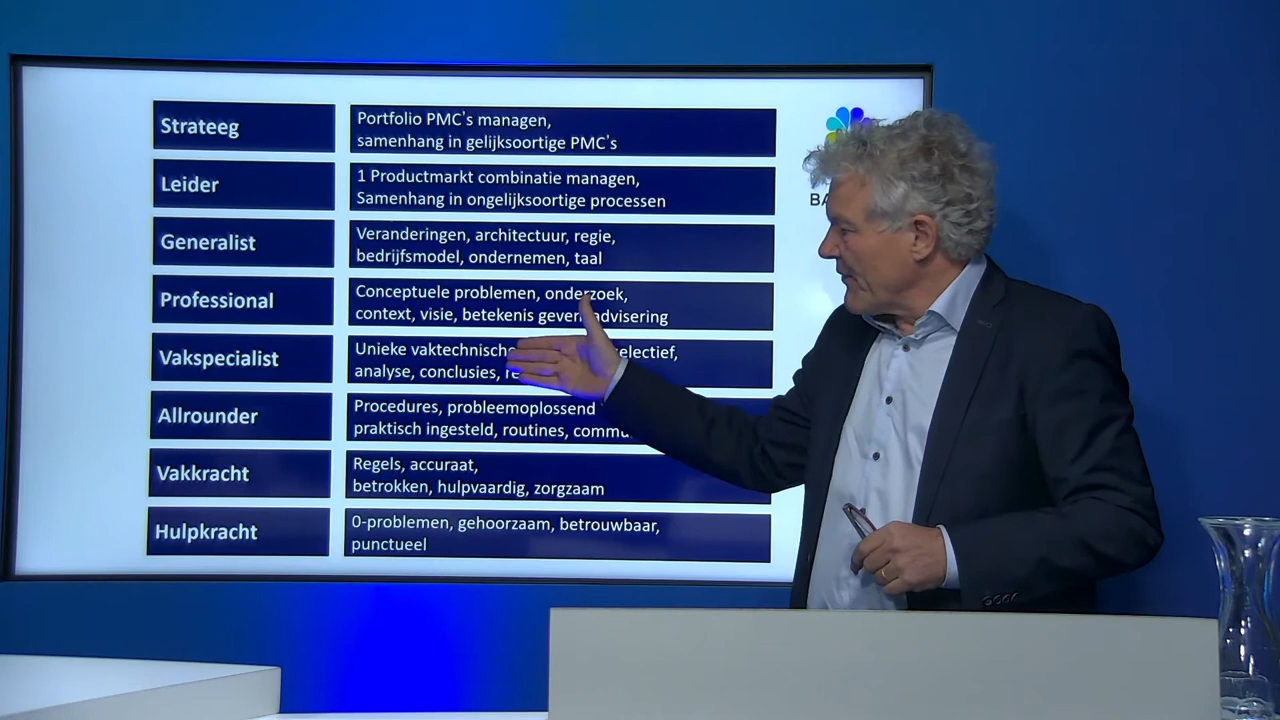 Strateeg
Portfolio PMC's managen,
samenhang in gelijksoortige PMC's
Leider
1 Productmarkt combinatie managen,
Samenhang in ongelijksoortige processen
BA
Generalist
Veranderingen, architectuur, regie,
bedrijfsmodel, ondernemen, taal
Professional
Conceptuele problemen, onderzoek,
context, visie, betekenis geven advisering
Vakspecialist
Unieke vaktechnische
analyse, conclusies,
Allrounder
Procedures, probleemoplossend
praktisch ingesteld, routines,
Vakkracht
Regels, accuraat,
betrokken, hulpvaardig, zorgzaam
Hulpkracht
0-problemen, gehoorzaam, betrouwbaar,
punctueel